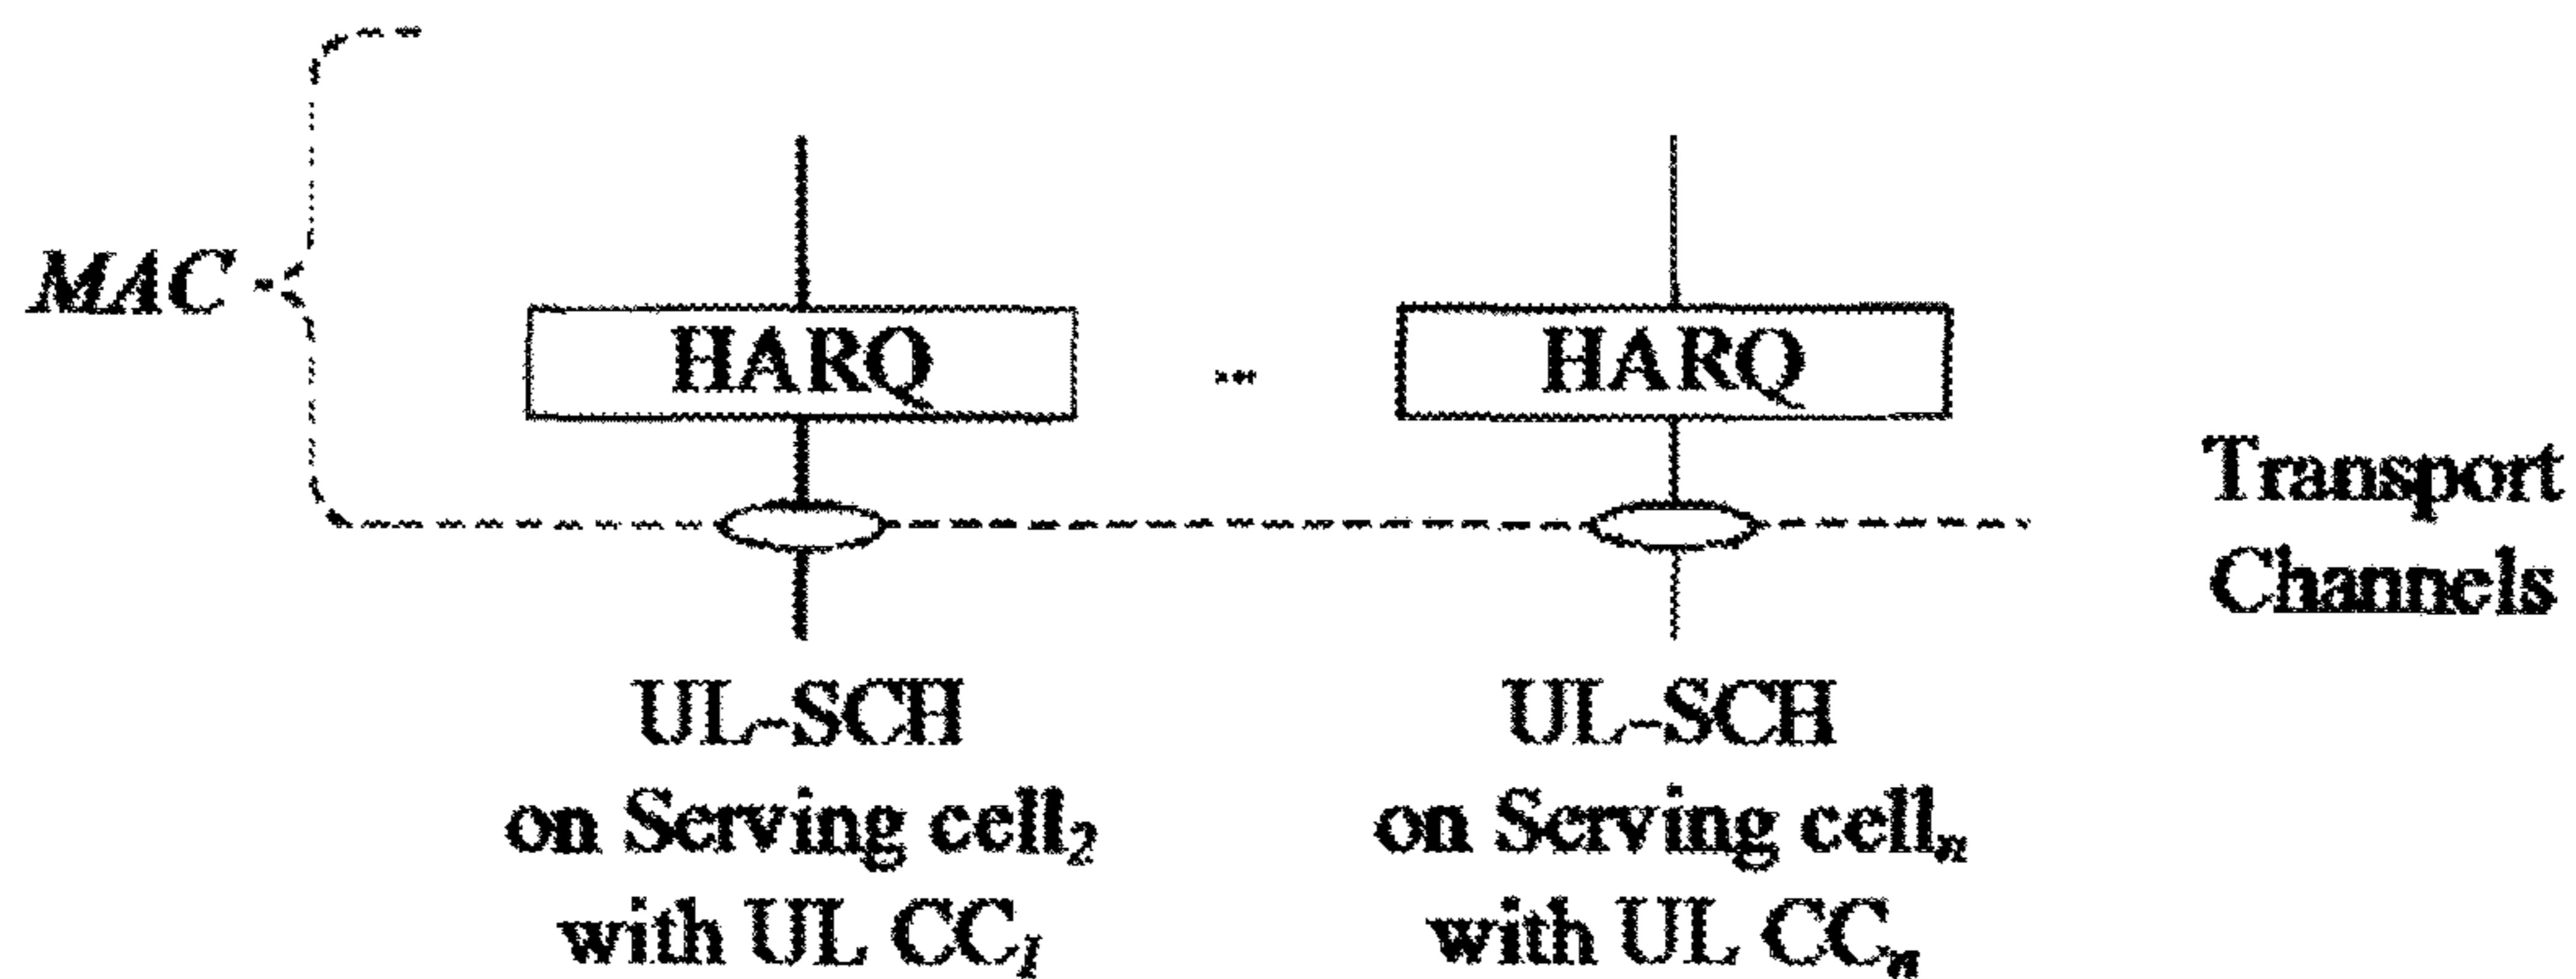 MAC
HARQ ... HARQ
Transport
Channels
UL-SCH
on Serving cell₂
with UL CC₁
UL-SCH
on Serving cellₙ
with UL CCₙ